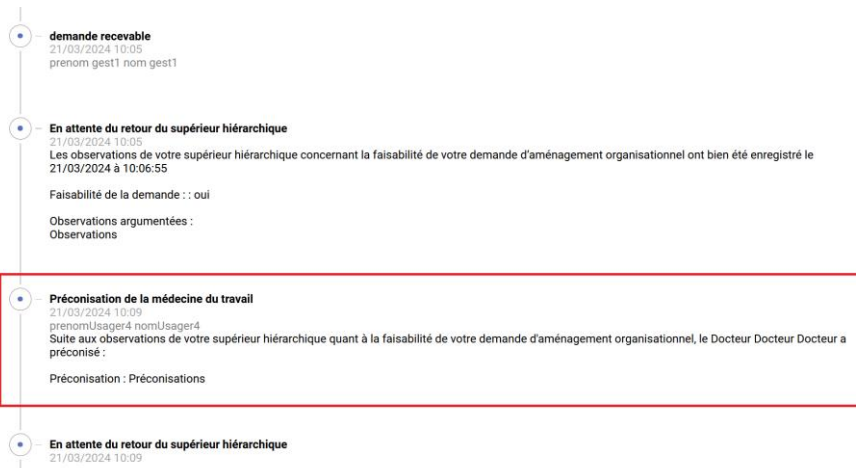 demande recevable
21/03/2024 10:05
prenom gest1 nom gest1
En attente du retour du supérieur hiérarchique
21/03/2024 10:05
Les observations de votre supérieur hiérarchique concernant la faisabilité de votre demande d'aménagement organisationnel ont bien été enregistré le
21/03/2024 à 10:06:55
Faisabilité de la demande : : oui
Observations argumentées :
Observations
Préconisation de la médecine du travail
21/03/2024 10:09
prenomUsager4 nomUsager4
Suite aux observations de votre supérieur hiérarchique quant à la faisabilité de votre demande d'aménagement organisationnel, le Docteur Docteur Docteur a
préconisé :
Préconisation : Préconisations
En attente du retour du supérieur hiérarchique
21/03/2024 10:09